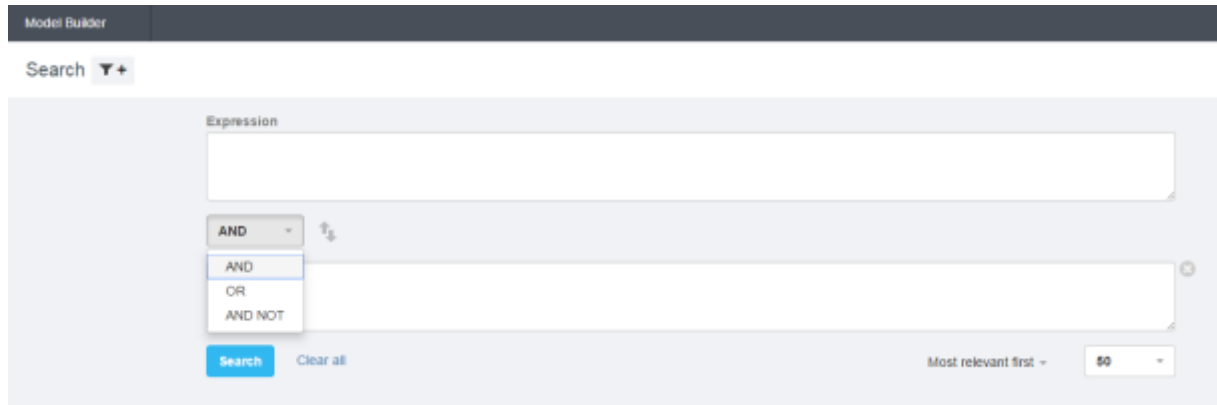 Model Builder
Search +
Expression
AND
AND
OR
AND NOT
Search Clear all Most relevant first 50